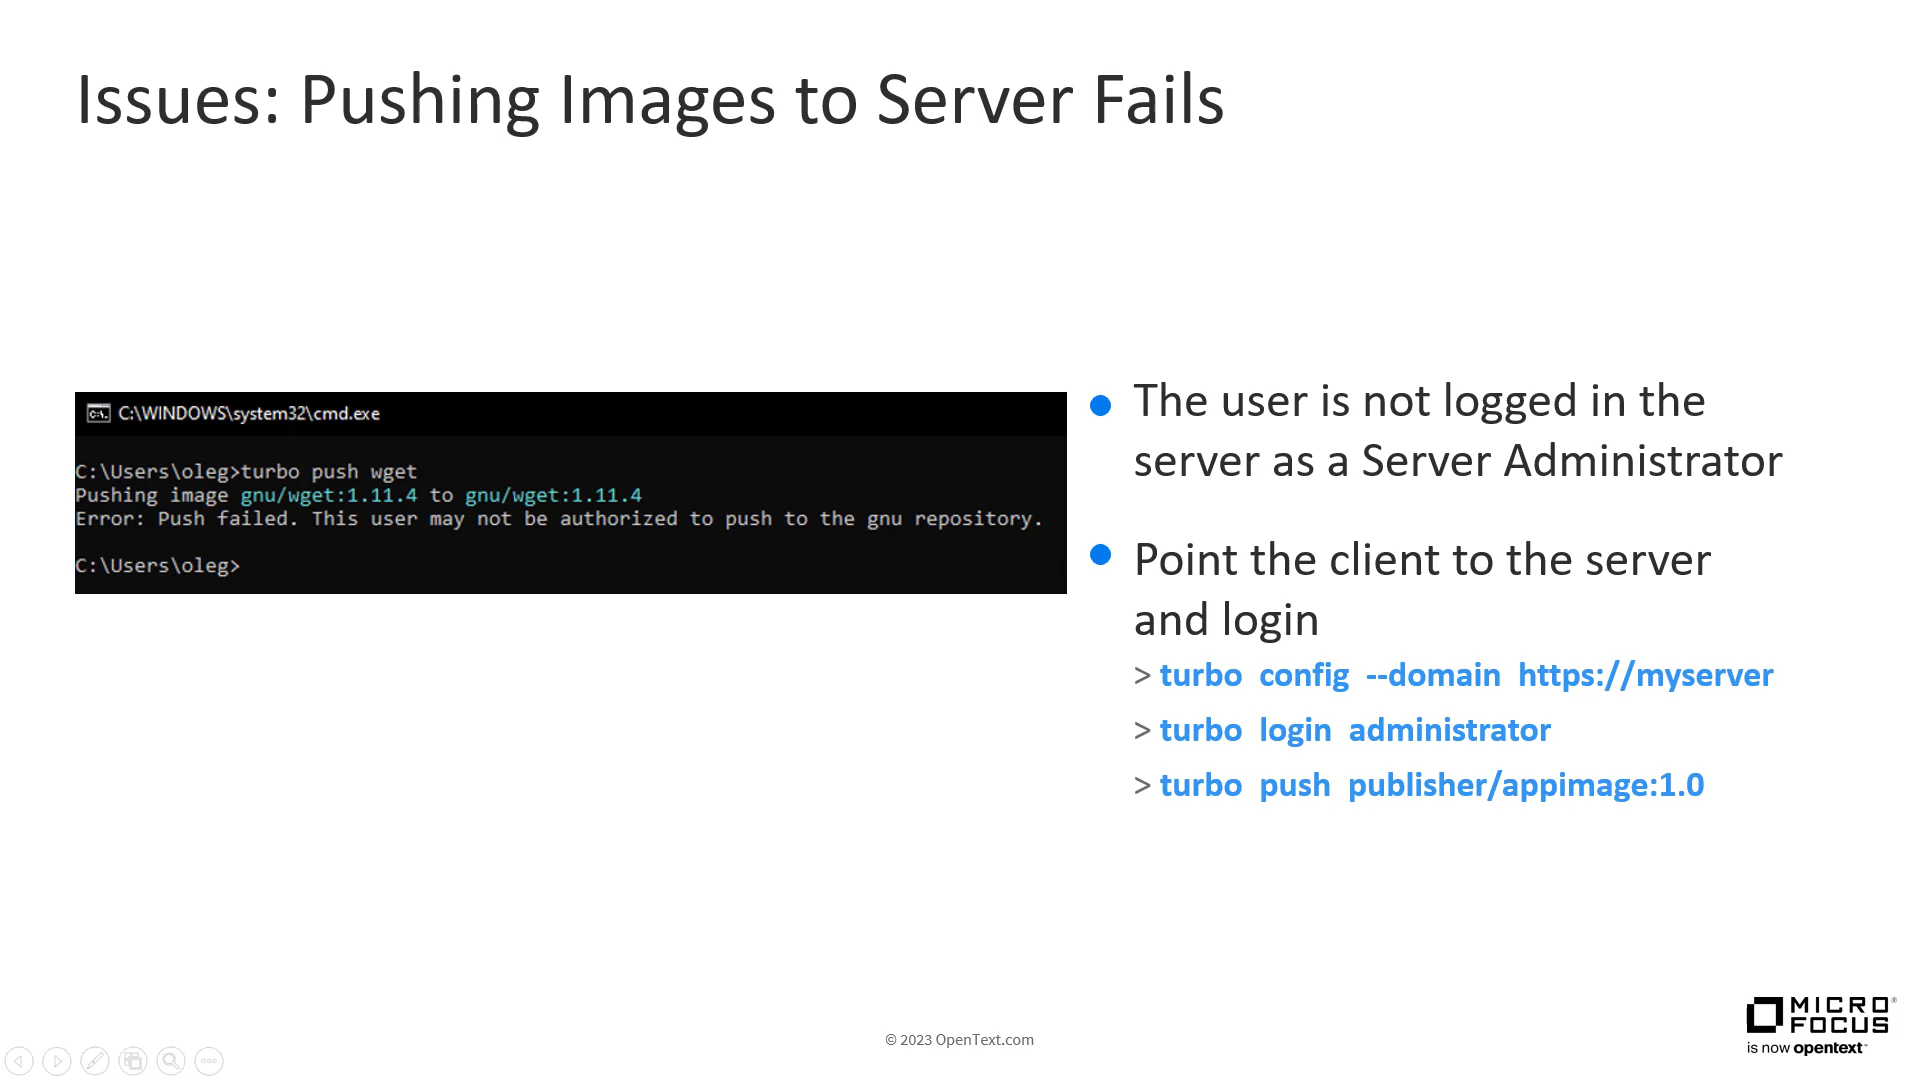 Issues: Pushing Images to Server Fails
C:\WINDOWS\system32\cmd.exe
C:\Users\oleg>turbo push wget
Pushing image gnu/wget:1.11.4 to gnu/wget:1.11.4
Error: Push failed. This user may not be authorized to push to the gnu repository.
C:\Users\oleg>
The user is not logged in the
server as a Server Administrator
Point the client to the server
and login
> turbo config --domain https://myserver
> turbo login administrator
> turbo push publisher/appimage:1.0
© 2023 OpenText.com
MICRO®
FOCUS
is now opentext™